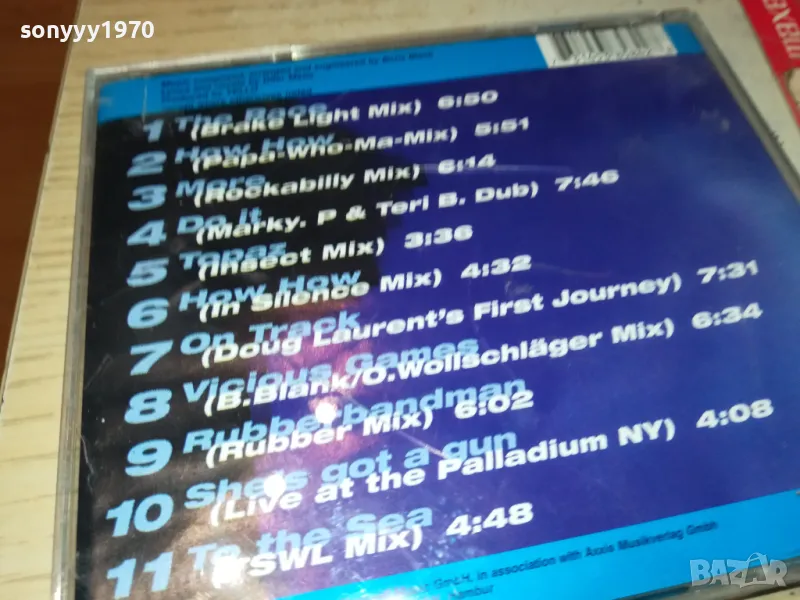 sonyyy1970
1 The Race
(Brake Light Mix) 6:50
2 How How
(Papa-Who-Ma-Mix) 5:51
3 More
(Rockabilly Mix) 6:14
4 Do it
(Marky. P & Teri B. Dub) 7:46
5 Topaz
(Insect Mix) 3:36
6 How How
(In Silence Mix) 4:32
7 On Track
(Doug Laurent's First Journey) 7:31
8 Vicious Games
(B.Blank/O.Wollschläger Mix) 6:34
9 Rubberbandman
(Rubber Mix) 6:02
10 She's got a gun
(Live at the Palladium NY) 4:08
11 To the Sea
SWL Mix) 4:48
in association with Axxis Musikverlag Gmbh
BAZAR.bg